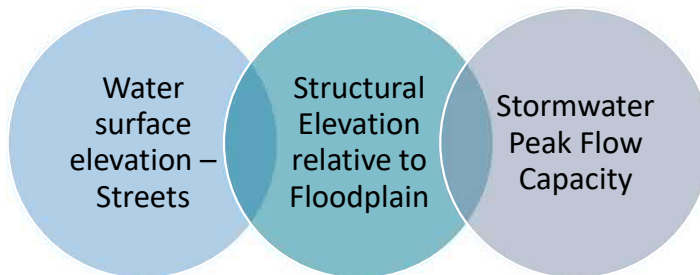 Water
surface
elevation –
Streets
Structural
Elevation
relative to
Floodplain
Stormwater
Peak Flow
Capacity